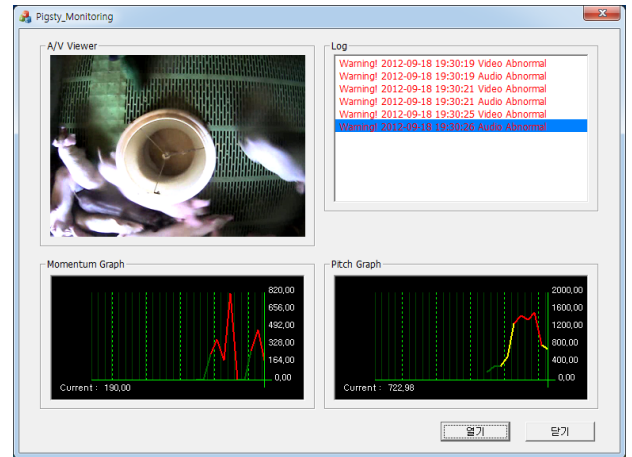 Pigsty_Monitoring
A/V Viewer
Log
Warning! 2012-09-18 19:30:19 Video Abnormal
Warning! 2012-09-18 19:30:19 Audio Abnormal
Warning! 2012-09-18 19:30:21 Video Abnormal
Warning! 2012-09-18 19:30:21 Audio Abnormal
Warning! 2012-09-18 19:30:25 Video Abnormal
Warning! 2012-09-18 19:30:26 Audio Abnormal
Momentum Graph
820,00
656,00
492,00
328,00
164,00
0,00
Current : 190,00
Pitch Graph
2000,00
1600,00
1200,00
800,00
400,00
0,00
Current : 722,98
열기
닫기